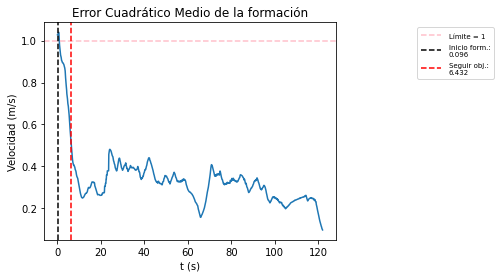 Error Cuadrático Medio de la formación
Velocidad (m/s)
1.0
0.8
0.6
0.4
0.2
0
20
40
60
80
100
120
t (s)
Límite = 1
Inicio form.:
0.096
Seguir obj.:
6.432